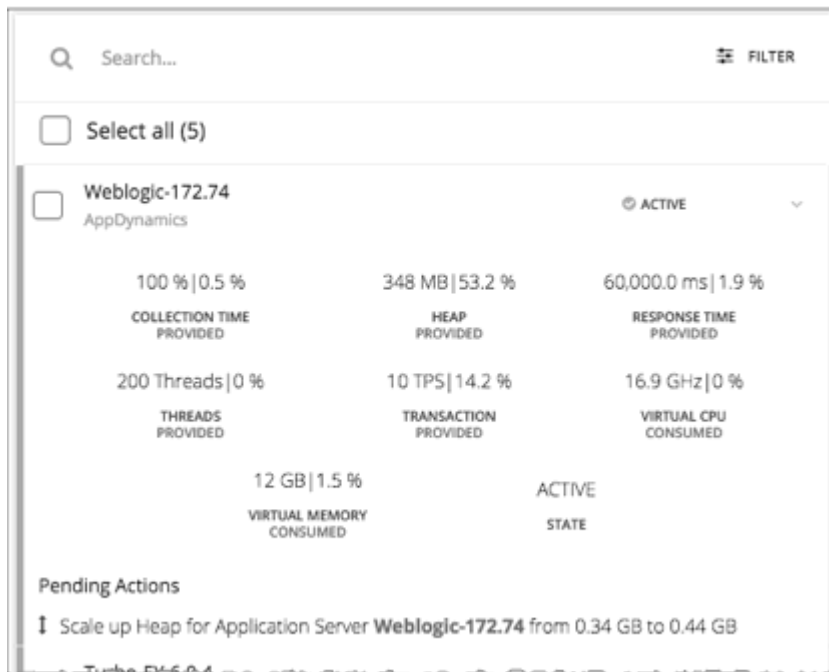 Search...
FILTER
Select all (5)
Weblogic-172.74
AppDynamics
ACTIVE
100 %|0.5 %
348 MB|53.2 %
60,000.0 ms|1.9 %
COLLECTION TIME
PROVIDED
HEAP
PROVIDED
RESPONSE TIME
PROVIDED
200 Threads|0 %
10 TPS|14.2 %
16.9 GHz|0 %
THREADS
PROVIDED
TRANSACTION
PROVIDED
VIRTUAL CPU
CONSUMED
12 GB|1.5 %
ACTIVE
VIRTUAL MEMORY
CONSUMED
STATE
Pending Actions
Scale up Heap for Application Server Weblogic-172.74 from 0.34 GB to 0.44 GB